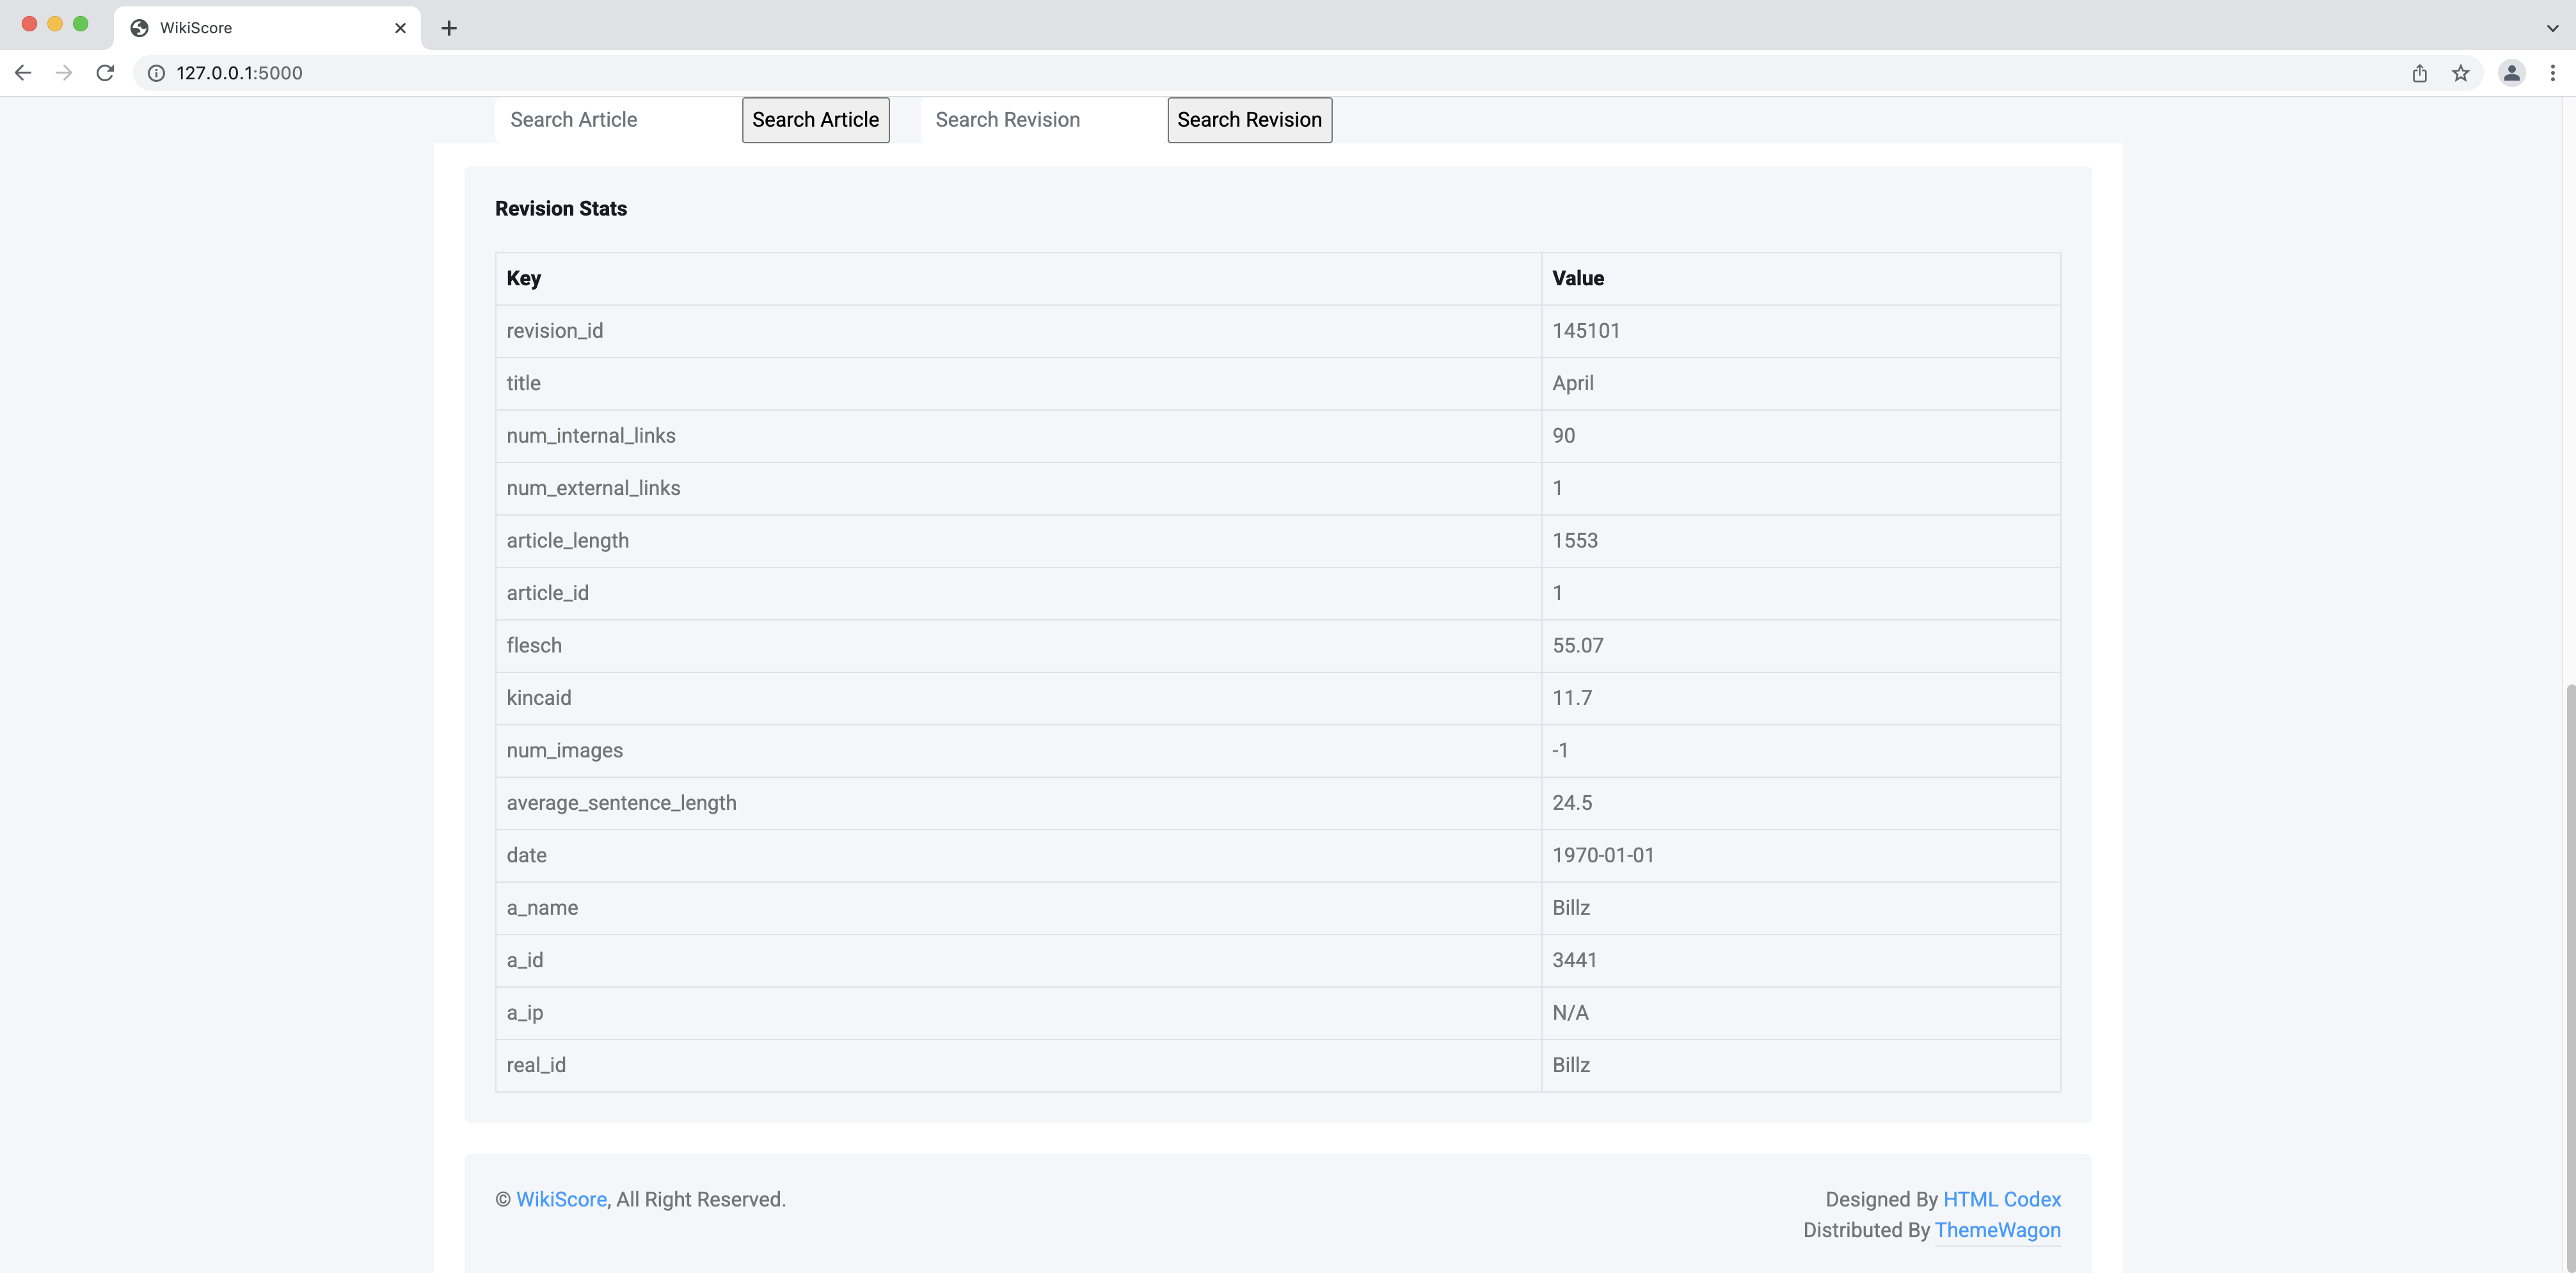 WikiScore
127.0.0.1:5000
Search Article Search Article Search Revision Search Revision
Revision Stats
Key Value
revision_id 145101
title April
num_internal_links 90
num_external_links 1
article_length 1553
article_id 1
flesch 55.07
kincaid 11.7
num_images -1
average_sentence_length 24.5
date 1970-01-01
a_name Billz
a_id 3441
a_ip N/A
real_id Billz
© WikiScore, All Right Reserved. Designed By HTML Codex
Distributed By ThemeWagon